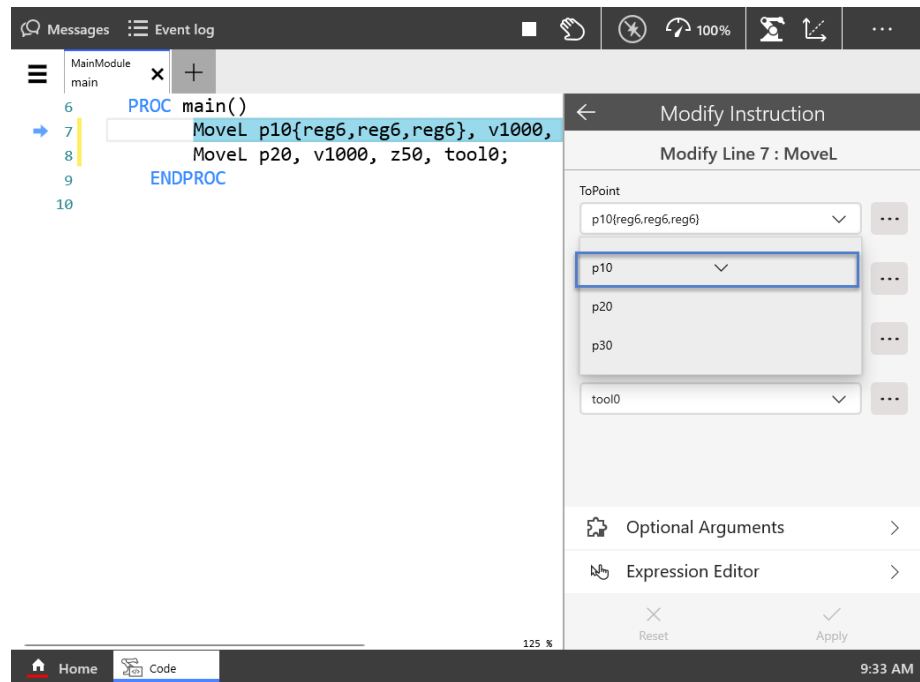 Messages Event log 100% ...
MainModule
main
6 PROC main()
7 MoveL p10{reg6,reg6,reg6}, v1000,
8 MoveL p20, v1000, z50, tool0;
9 ENDPROC
10
125 %
Modify Instruction
Modify Line 7 : MoveL
ToPoint
p10{reg6,reg6,reg6} ...
p10 ...
p20
p30 ...
tool0 ...
Optional Arguments
Expression Editor
Reset Apply
Home Code 9:33 AM